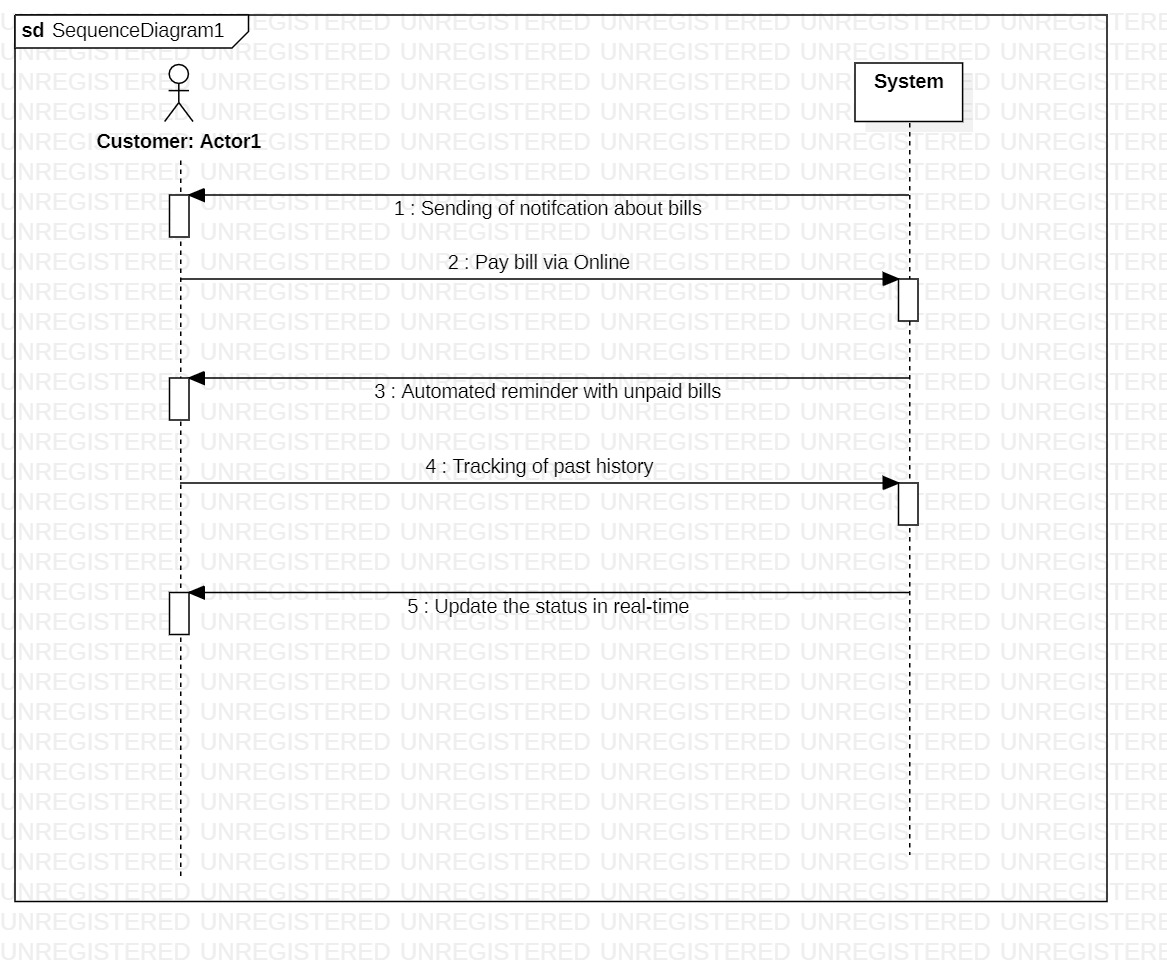 sd SequenceDiagram1
System
Customer: Actor1
1 : Sending of notifcation about bills
2 : Pay bill via Online
3 : Automated reminder with unpaid bills
4 : Tracking of past history
5 : Update the status in real-time
UNREGISTERED